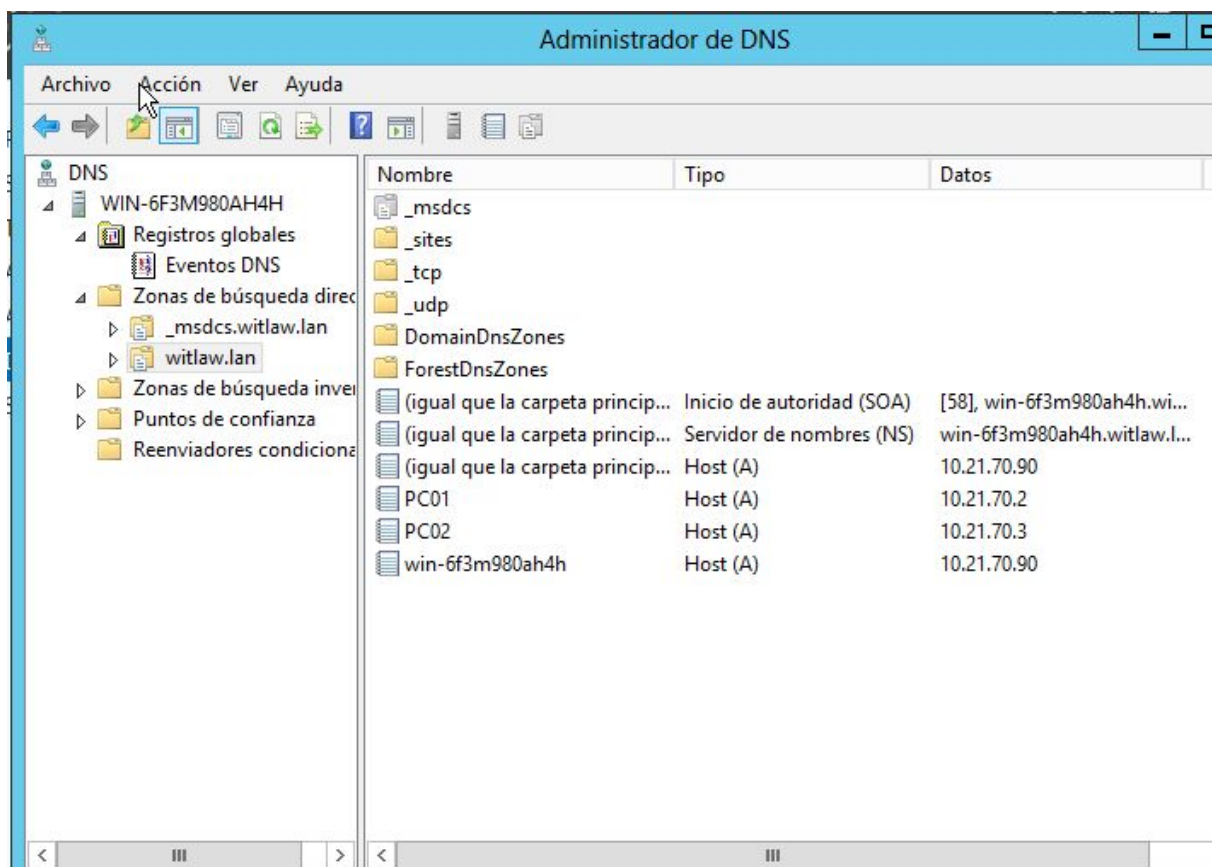 Administrador de DNS
Archivo Acción Ver Ayuda
DNS
WIN-6F3M980AH4H
Registros globales
Eventos DNS
Zonas de búsqueda direc
_msdcs.witlaw.lan
witlaw.lan
Zonas de búsqueda inver
Puntos de confianza
Reenviadores condiciona
Nombre Tipo Datos
_msdcs
_sites
_tcp
_udp
DomainDnsZones
ForestDnsZones
(igual que la carpeta princip... Inicio de autoridad (SOA) [58], win-6f3m980ah4h.wi...
(igual que la carpeta princip... Servidor de nombres (NS) win-6f3m980ah4h.witlaw.l...
(igual que la carpeta princip... Host (A) 10.21.70.90
PC01 Host (A) 10.21.70.2
PC02 Host (A) 10.21.70.3
win-6f3m980ah4h Host (A) 10.21.70.90